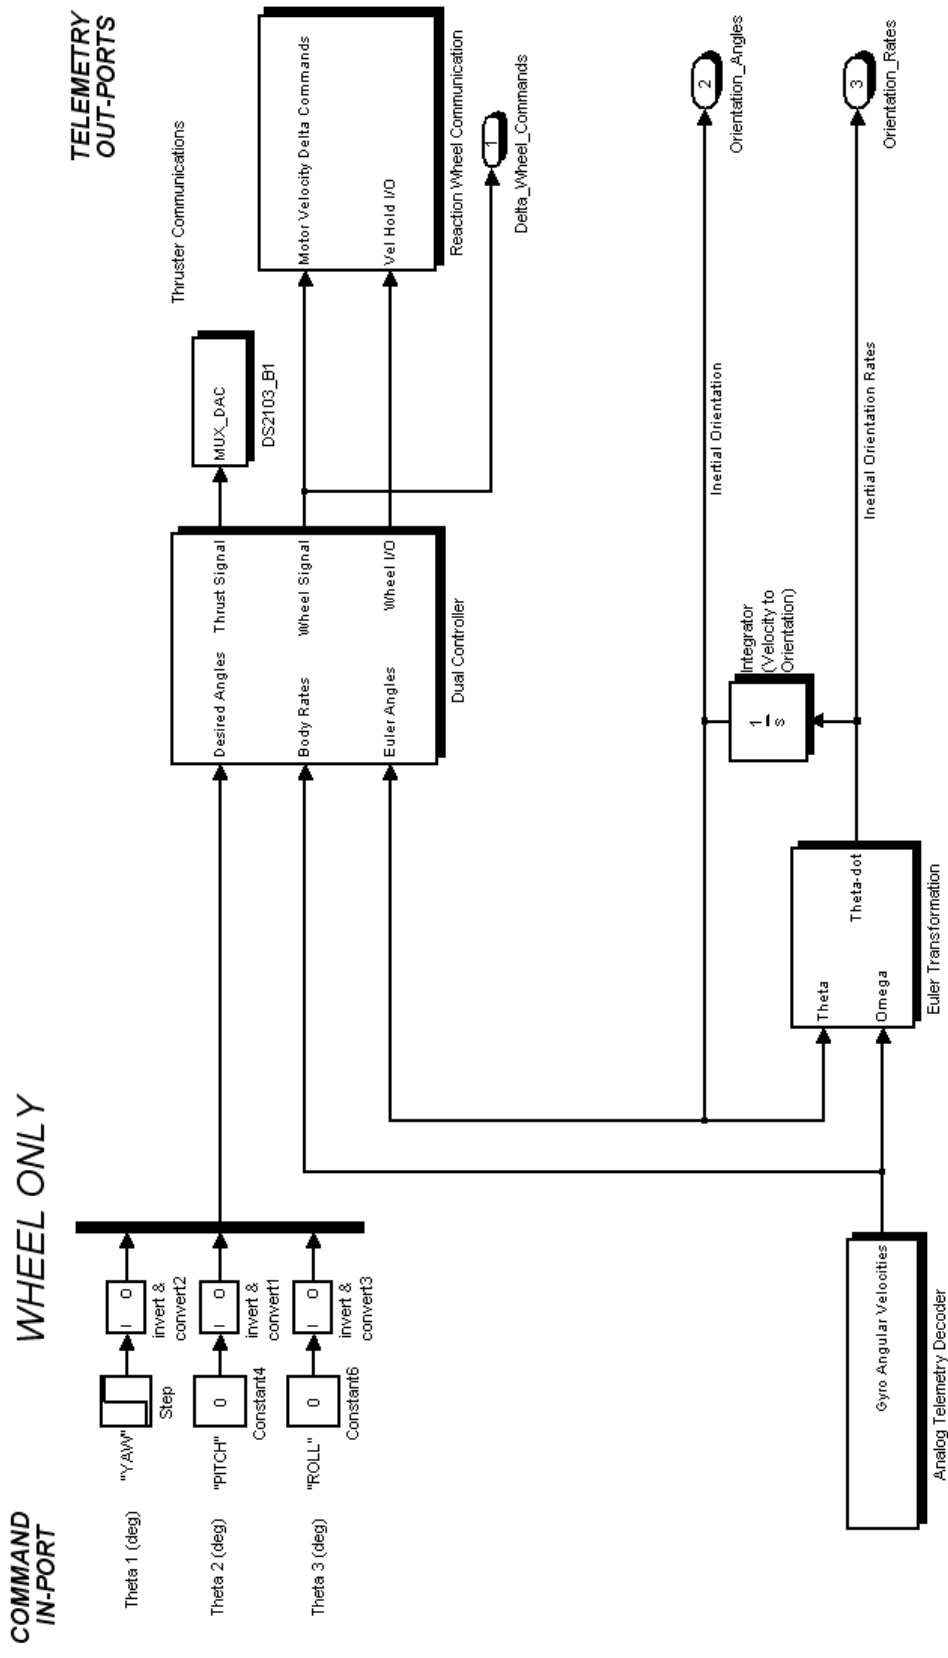 COMMAND
IN-PORT
WHEEL ONLY
TELEMETRY
OUT-PORTS
Theta 1 (deg)
"YAW"
Step
I O
invert &
convert2
Theta 2 (deg)
"PITCH"
0
Constant4
I O
invert &
convert1
Theta 3 (deg)
"ROLL"
0
Constant6
I O
invert &
convert3
Desired Angles
Thrust Signal
Body Rates
Wheel Signal
Euler Angles
Wheel I/O
Dual Controller
MUX_DAC
DS2103_B1
Thruster Communications
Motor Velocity Delta Commands
Vel Hold I/O
Reaction Wheel Communication
1
Delta_Wheel_Commands
Inertial Orientation
2
Orientation_Angles
1
s
Integrator
(Velocity to
Orientation)
Inertial Orientation Rates
3
Orientation_Rates
Theta
Theta-dot
Omega
Euler Transformation
Gyro Angular Velocities
Analog Telemetry Decoder